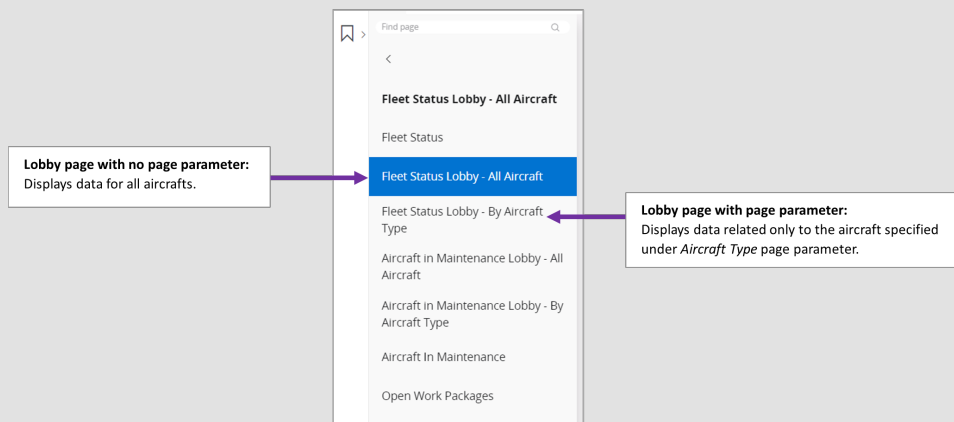 Find page
Fleet Status Lobby - All Aircraft
Fleet Status
Lobby page with no page parameter:
Displays data for all aircrafts.
Fleet Status Lobby - All Aircraft
Fleet Status Lobby - By Aircraft
Type
Lobby page with page parameter:
Displays data related only to the aircraft specified
under Aircraft Type page parameter.
Aircraft in Maintenance Lobby - All
Aircraft
Aircraft in Maintenance Lobby - By
Aircraft Type
Aircraft In Maintenance
Open Work Packages